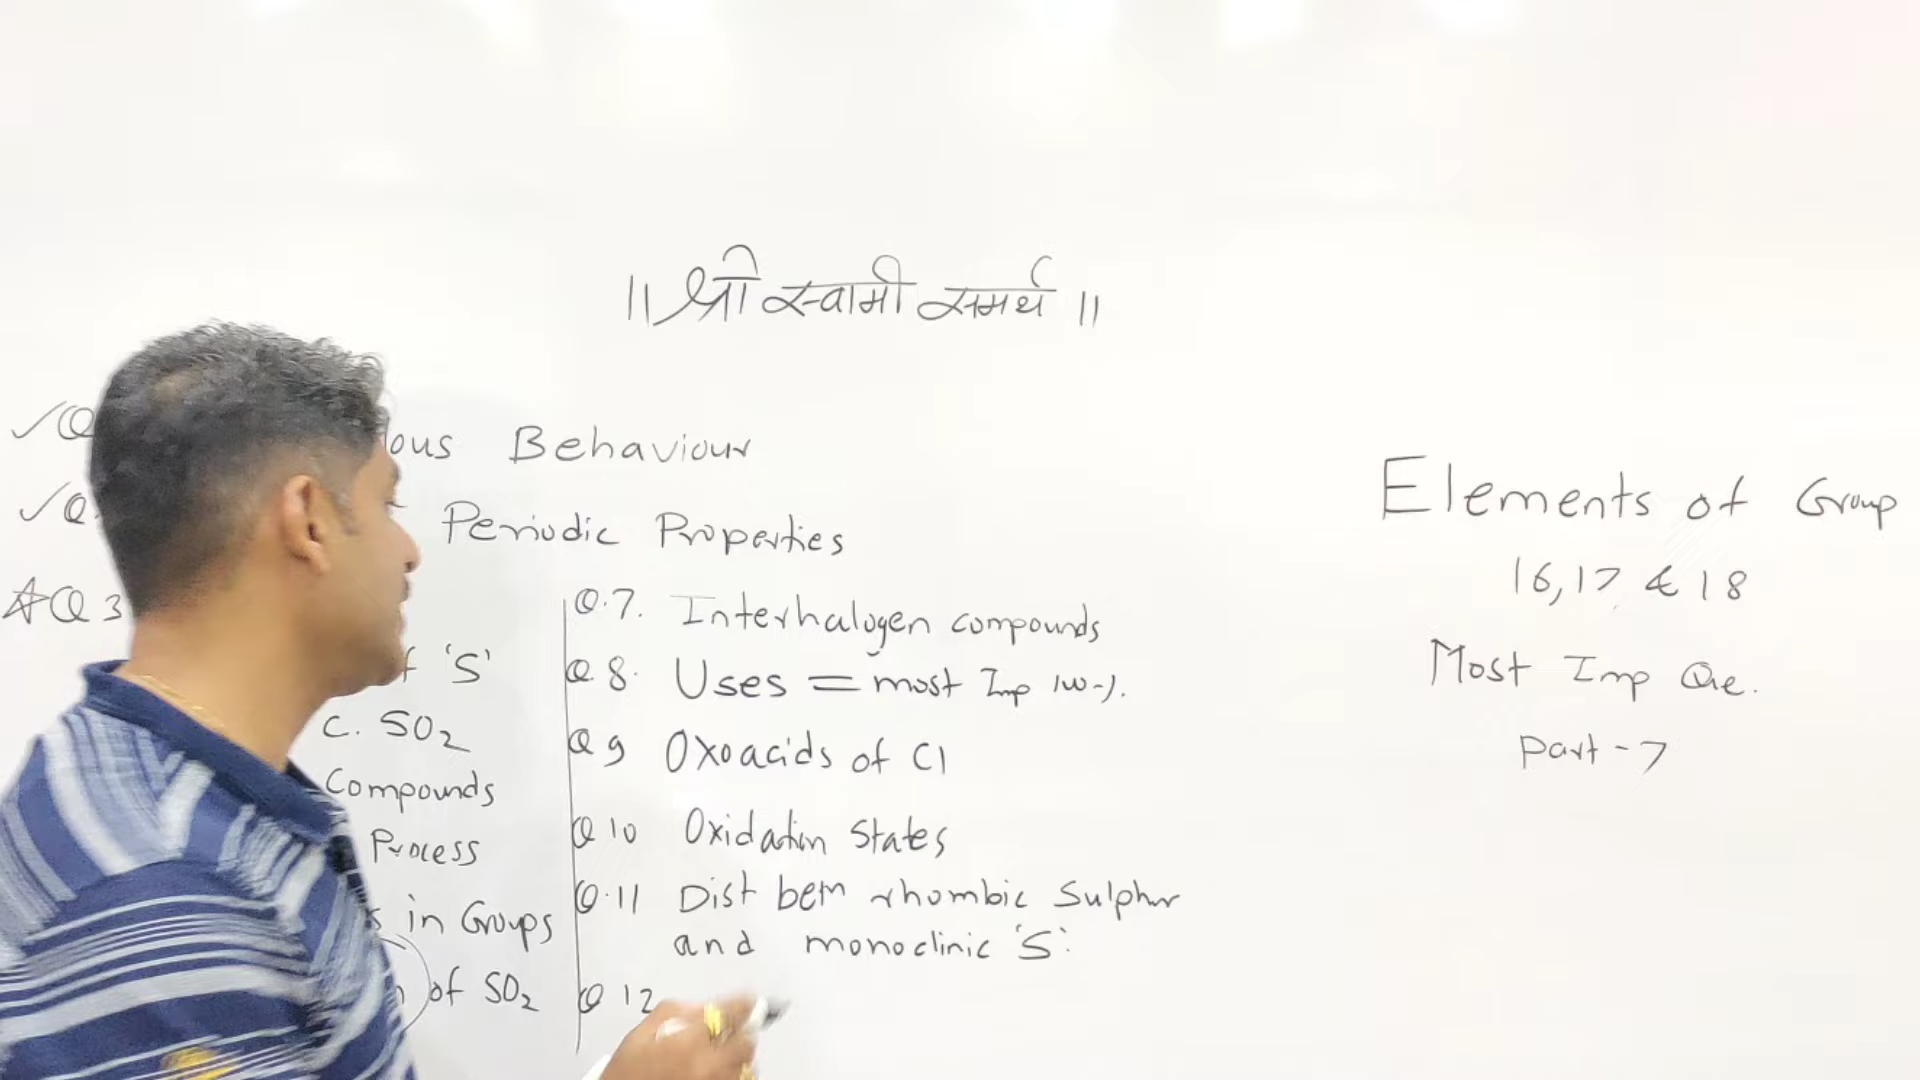 ॥ श्री स्वामी समर्थ ॥
✓Q ous Behaviour
✓Q Periodic Properties
☆Q 3
f 'S'
C. SO₂
Compounds
Process
s in Groups
of SO₂
Q.7. Interhalogen compounds
Q 8. Uses = most Imp 100%.
Q 9 Oxoacids of Cl
Q 10 Oxidation States
Q.11 Dist betn rhombic Sulphur
and monoclinic 'S'.
Q 12
Elements of Group
16,17 & 18
Most Imp Que.
Part - 7